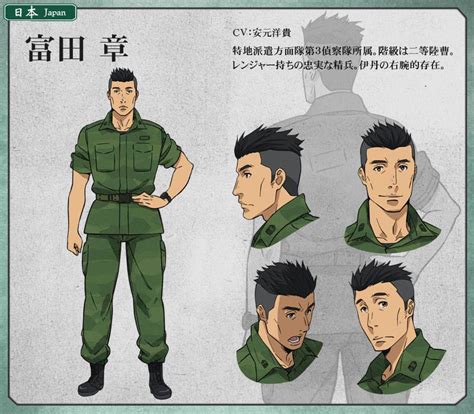 日本 Japan
富田 章
CV:安元洋貴
特地派遣方面隊第3偵察隊所属。階級は二等陸曹。
レンジャー持ちの忠実な精兵。伊丹の右腕的存在。